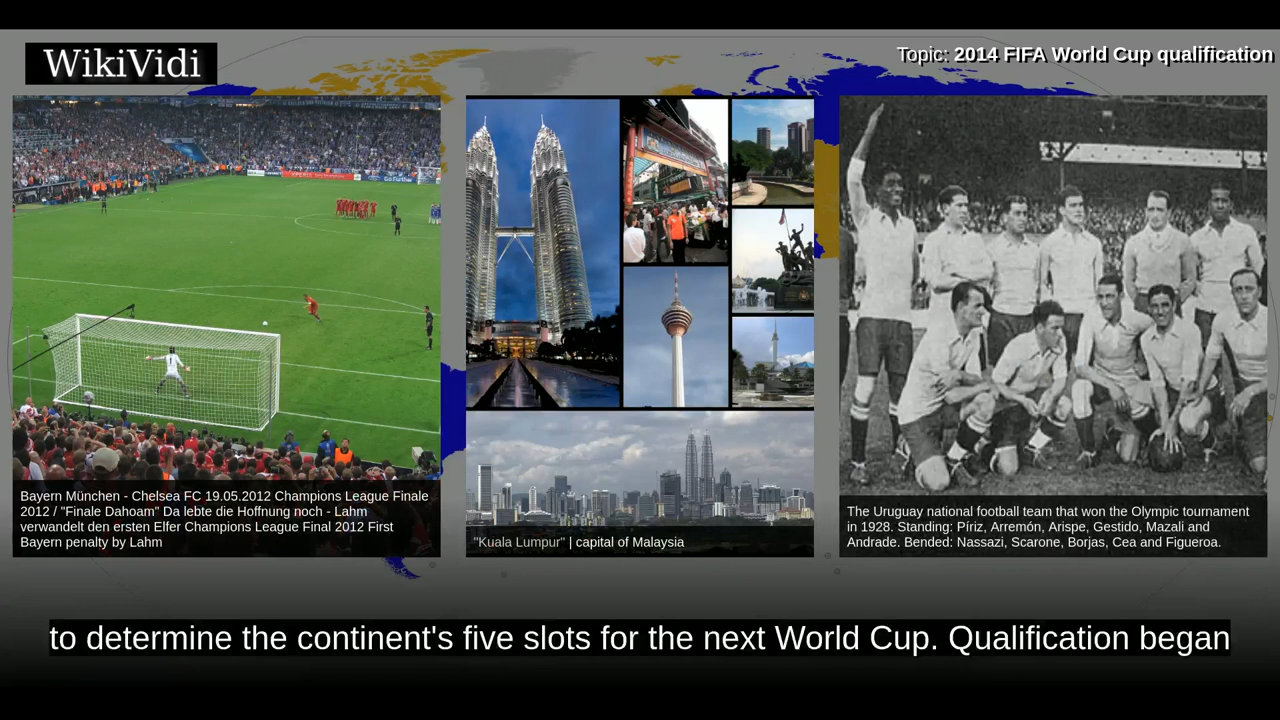 WikiVidi
Topic: 2014 FIFA World Cup qualification
Bayern München - Chelsea FC 19.05.2012 Champions League Finale
2012 / "Finale Dahoam" Da lebte die Hoffnung noch - Lahm
verwandelt den ersten Elfer Champions League Final 2012 First
Bayern penalty by Lahm
"Kuala Lumpur" | capital of Malaysia
The Uruguay national football team that won the Olympic tournament
in 1928. Standing: Píriz, Arremón, Arispe, Gestido, Mazali and
Andrade. Bended: Nassazi, Scarone, Borjas, Cea and Figueroa.
to determine the continent's five slots for the next World Cup. Qualification began